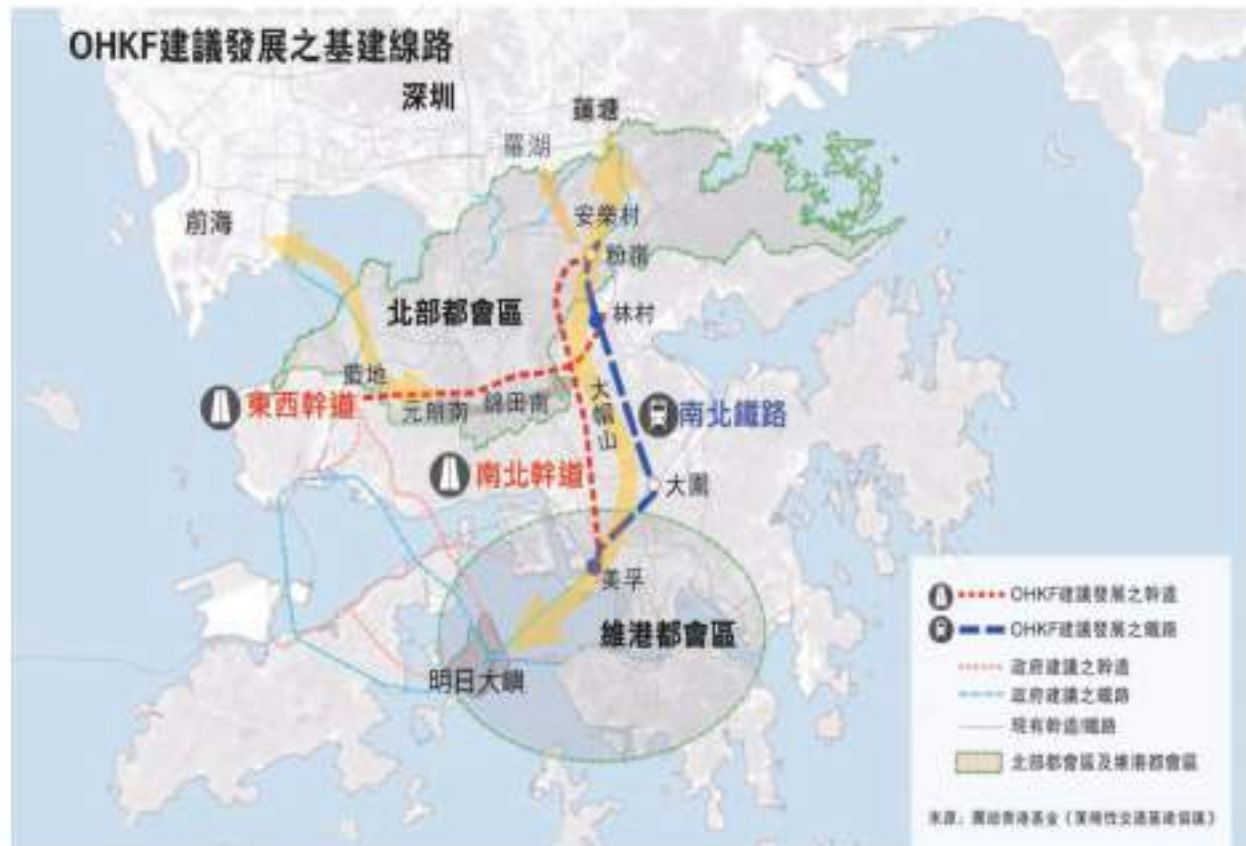 OHKF建議發展之基建線路
深圳
蓮塘
羅湖
安樂村
前海
粉嶺
北部都會區
林村
藍地
東西幹道
元朗南
錦田南
大帽山
南北鐵路
南北幹道
大圍
美孚
維港都會區
明日大嶼
OHKF建議發展之幹道
OHKF建議發展之鐵路
政府建議之幹道
政府建議之鐵路
現有幹道/鐵路
北部都會區及維港都會區
來源：團結香港基金《策略性交通基建倡議》